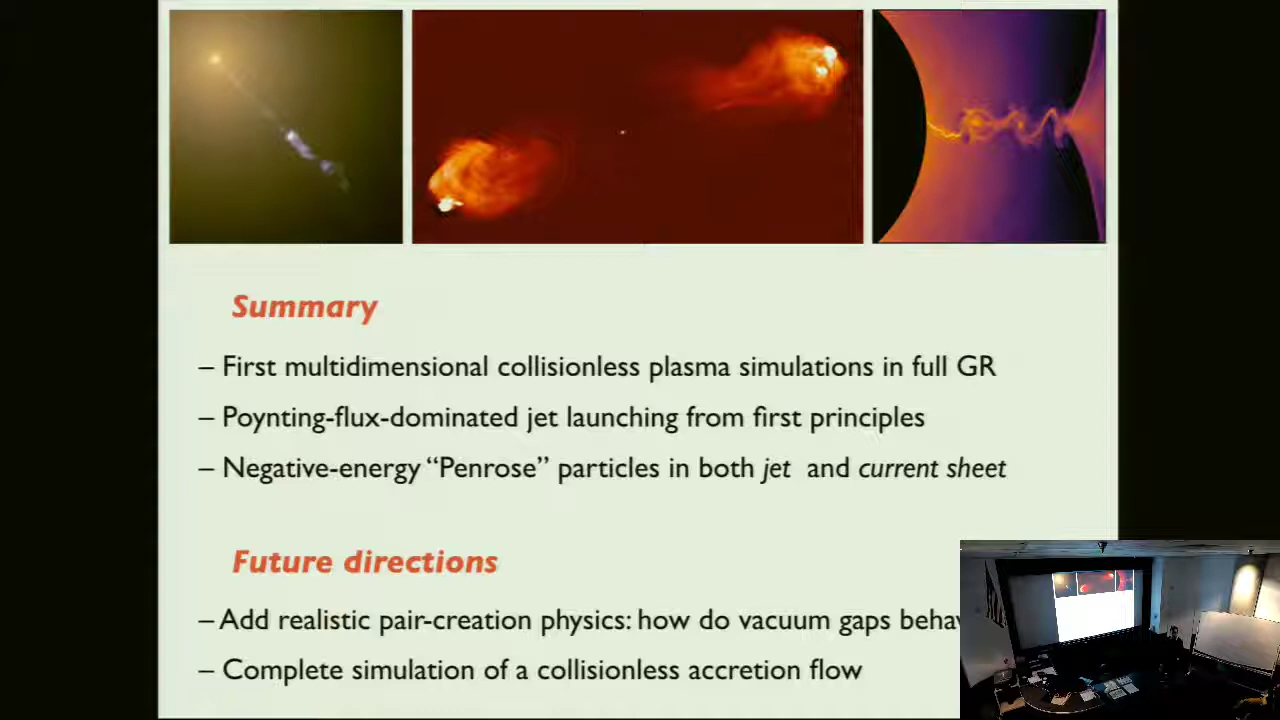 Summary
– First multidimensional collisionless plasma simulations in full GR
– Poynting-flux-dominated jet launching from first principles
– Negative-energy “Penrose” particles in both jet and current sheet
Future directions
– Add realistic pair-creation physics: how do vacuum gaps behav
– Complete simulation of a collisionless accretion flow